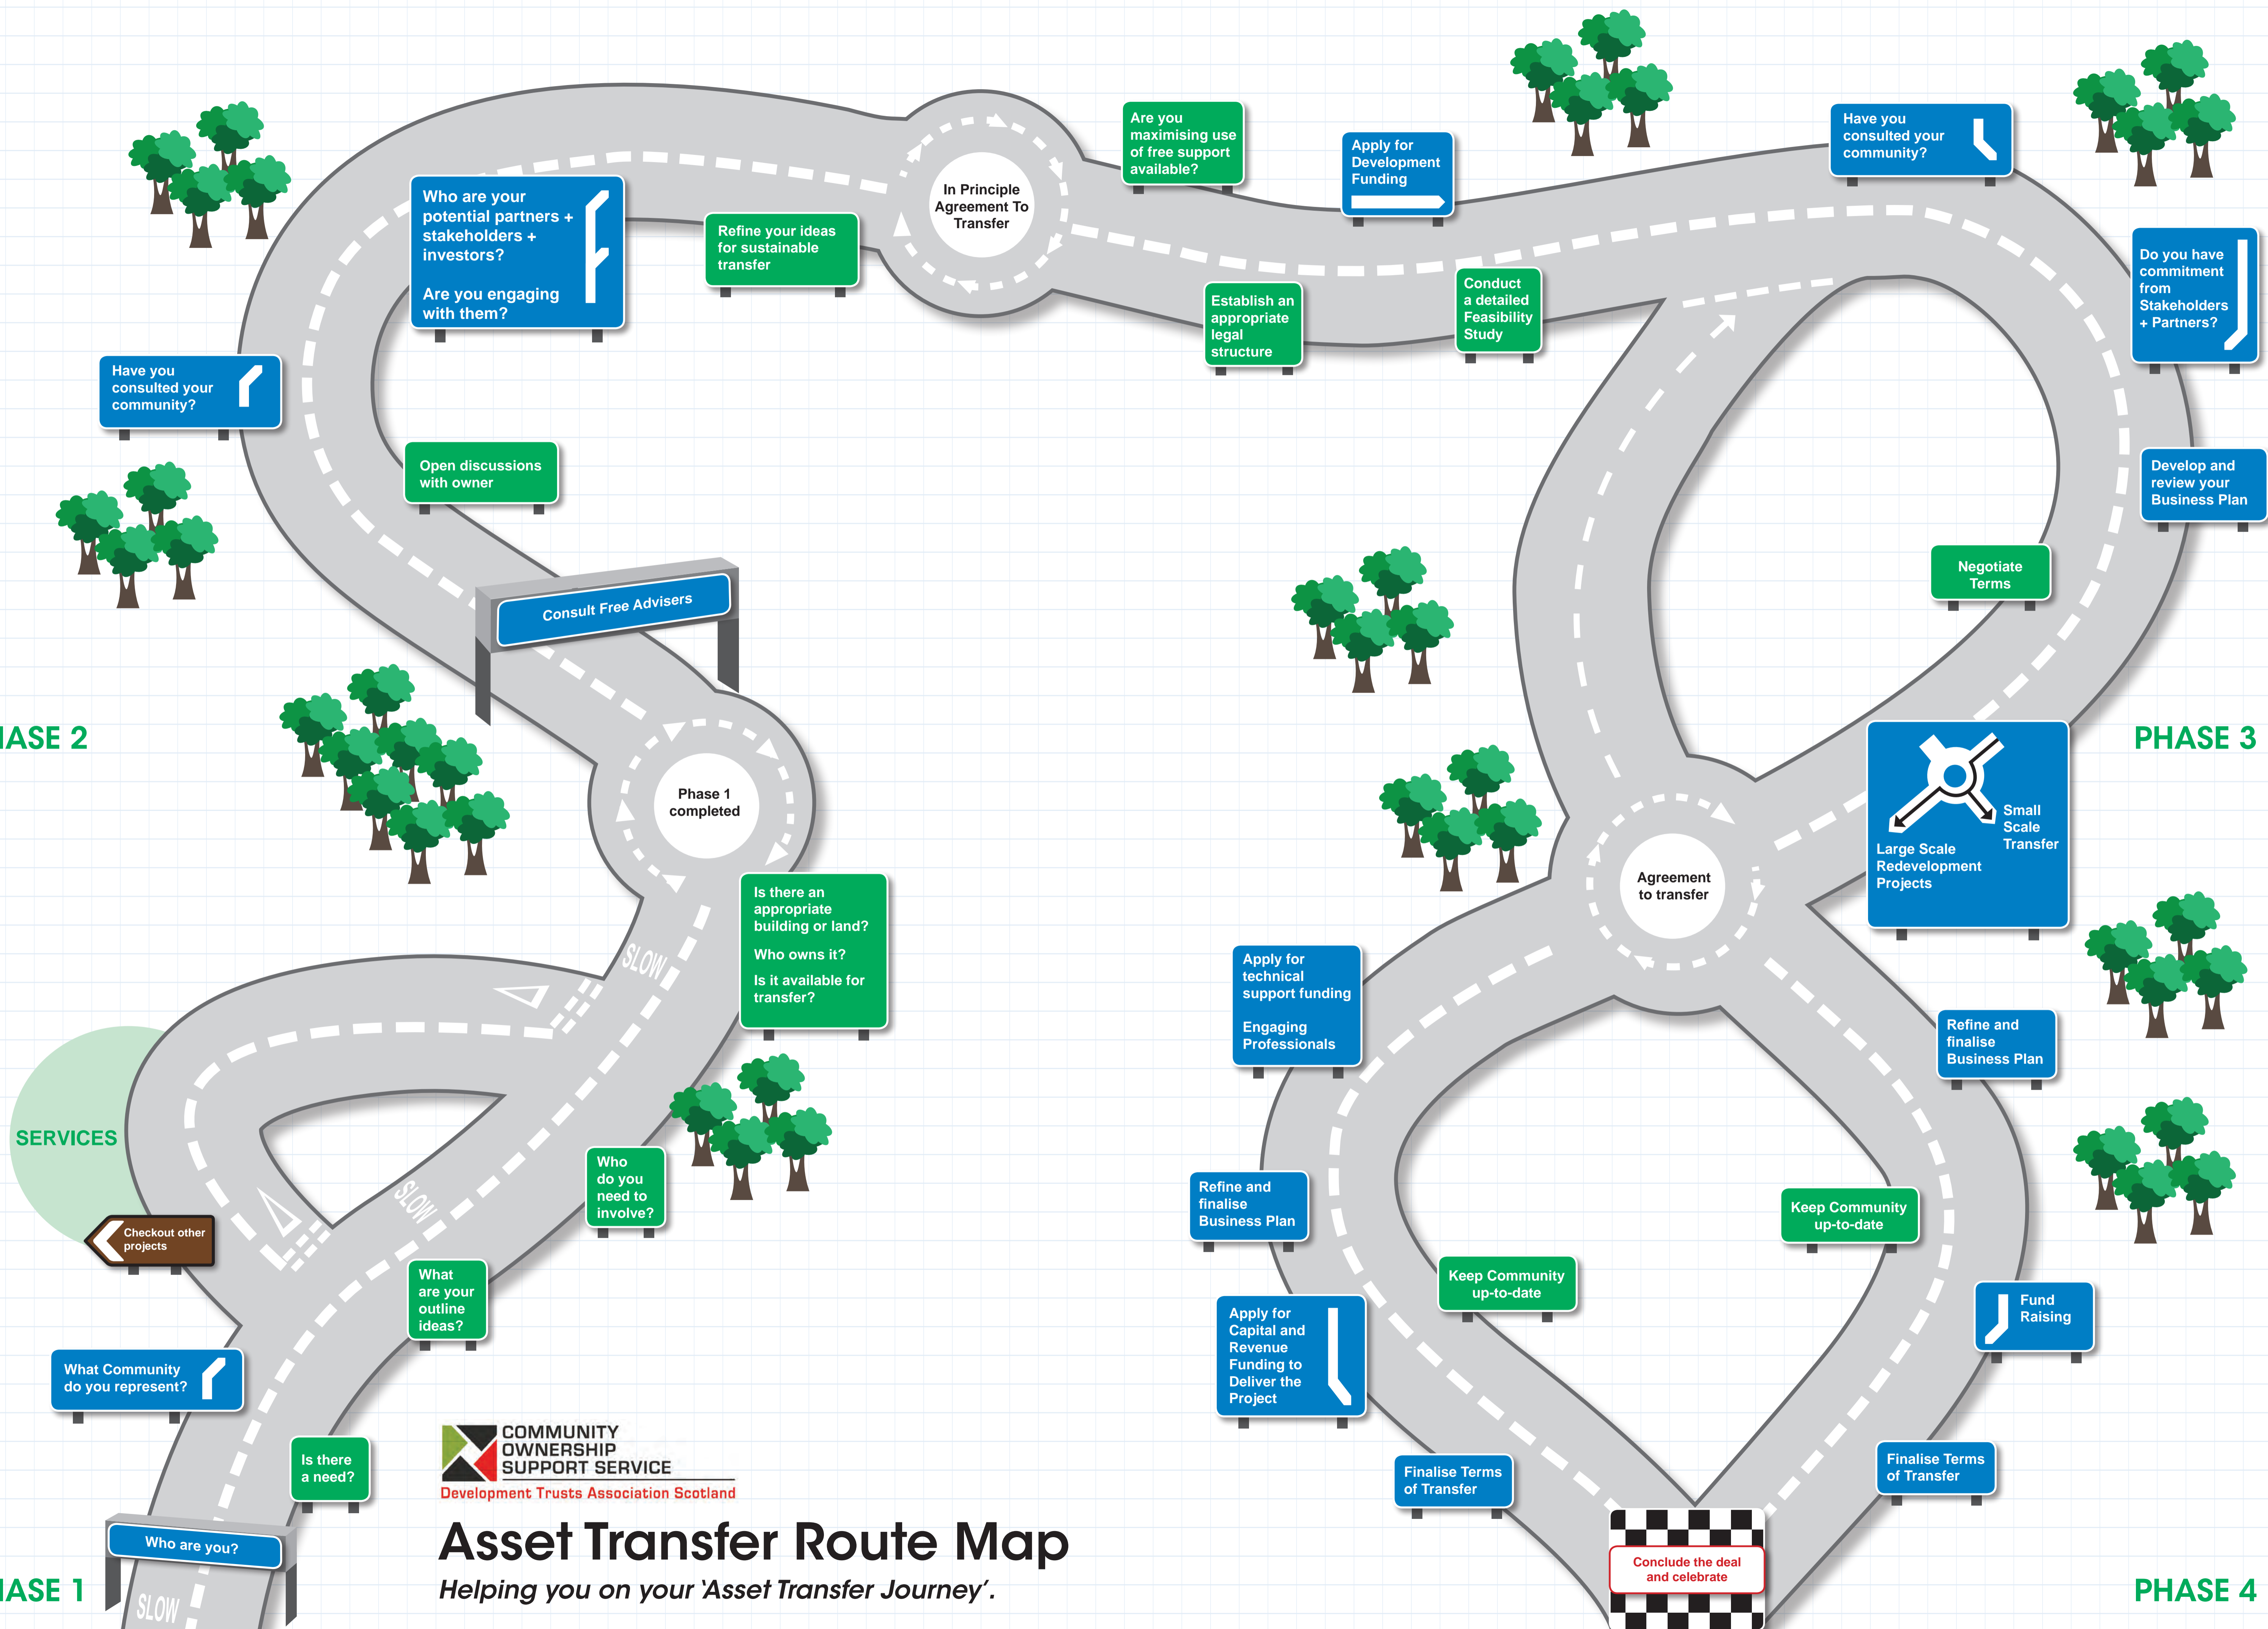 Are you
maximising use
of free support
available?
Apply for
Development
Funding
Have you
consulted your
community?
In Principle
Agreement To
Transfer
Who are your
potential partners +
stakeholders +
investors?
Are you engaging
with them?
Refine your ideas
for sustainable
transfer
Do you have
commitment
from
Stakeholders
+ Partners?
Establish an
appropriate
legal
structure
Conduct
a detailed
Feasibility
Study
Have you
consulted your
community?
Open discussions
with owner
Develop and
review your
Business Plan
Negotiate
Terms
Consult Free Advisers
ASE 2
PHASE 3
Phase 1
completed
Small
Scale
Transfer
Large Scale
Redevelopment
Projects
Agreement
to transfer
Is there an
appropriate
building or land?
Who owns it?
Is it available for
transfer?
SLOW
Apply for
technical
support funding
Engaging
Professionals
Refine and
finalise
Business Plan
SERVICES
Who
do you
need to
involve?
SLOW
Refine and
finalise
Business Plan
Keep Community
up-to-date
Checkout other
projects
What
are your
outline
ideas?
Keep Community
up-to-date
Fund
Raising
Apply for
Capital and
Revenue
Funding to
Deliver the
Project
What Community
do you represent?
Is there
a need?
COMMUNITY
OWNERSHIP
SUPPORT SERVICE
Development Trusts Association Scotland
Finalise Terms
of Transfer
Finalise Terms
of Transfer
Who are you?
Asset Transfer Route Map
Helping you on your ‘Asset Transfer Journey’.
Conclude the deal
and celebrate
ASE 1
SLOW
PHASE 4